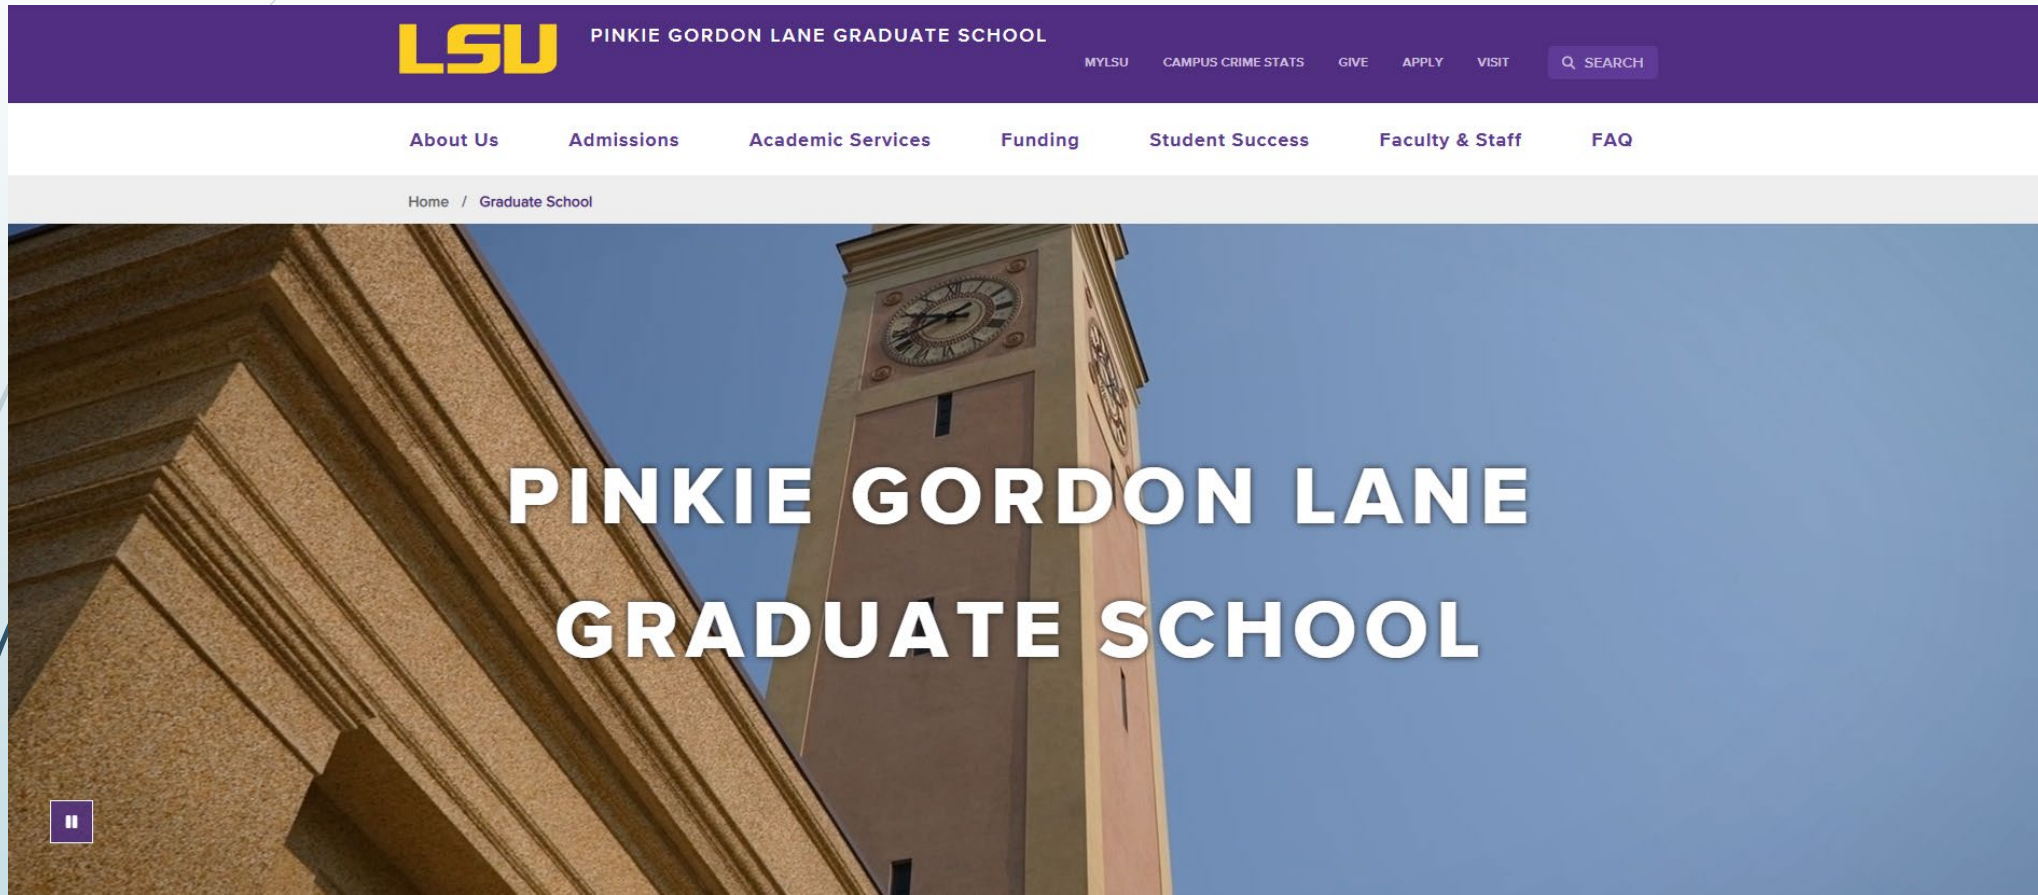 LSU
PINKIE GORDON LANE GRADUATE SCHOOL
MYLSU CAMPUS CRIME STATS GIVE APPLY VISIT SEARCH
About Us Admissions Academic Services Funding Student Success Faculty & Staff FAQ
Home / Graduate School
PINKIE GORDON LANE
GRADUATE SCHOOL